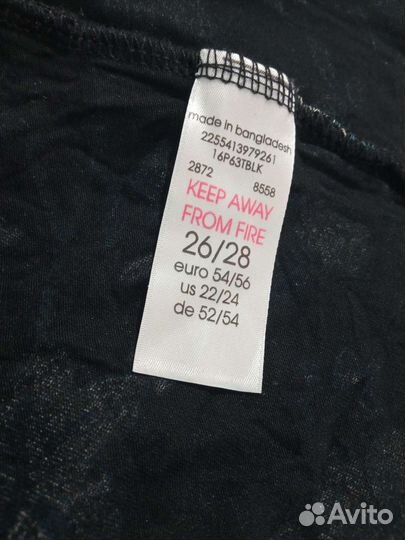 made in bangladesh
2255413979261
16P63TBLK
2872 8558
KEEP AWAY
FROM FIRE
26/28
euro 54/56
us 22/24
de 52/54
Avito